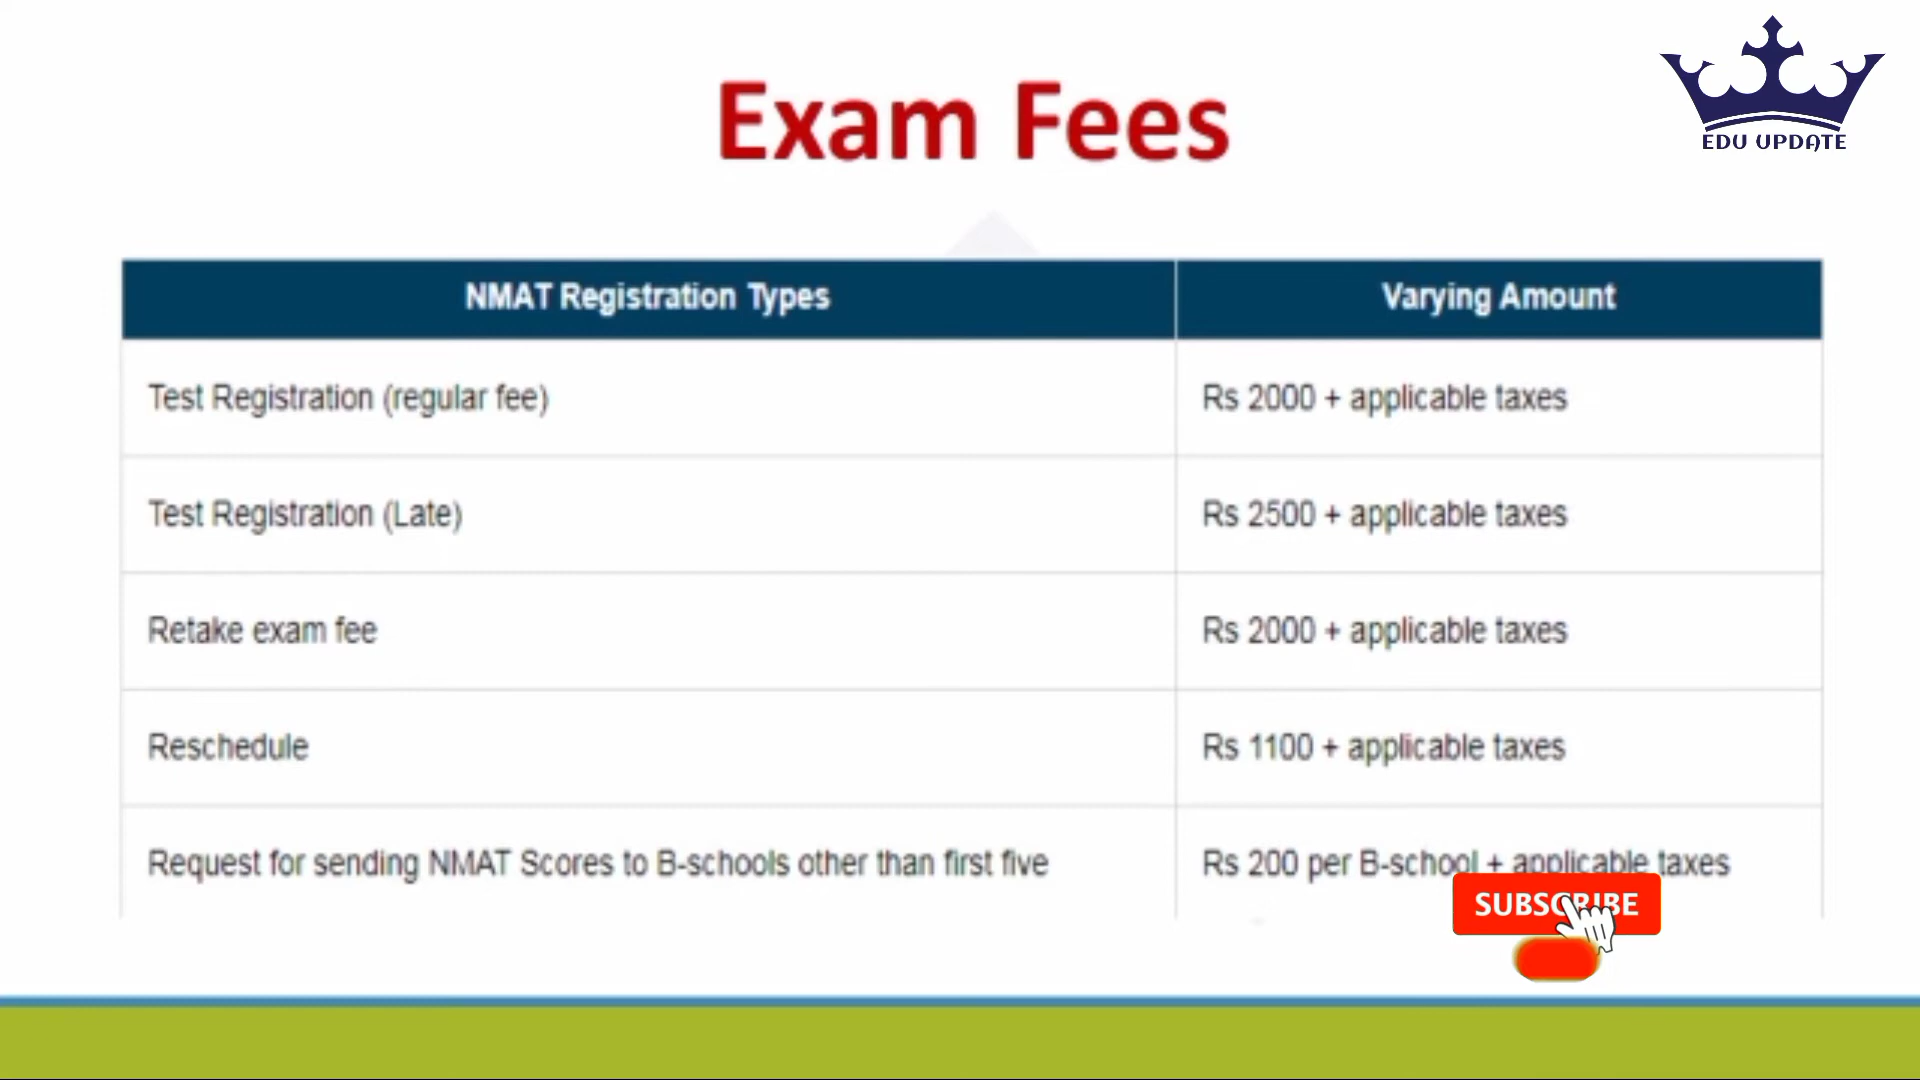 EDU UPDATE
Exam Fees
NMAT Registration Types Varying Amount
Test Registration (regular fee) Rs 2000 + applicable taxes
Test Registration (Late) Rs 2500 + applicable taxes
Retake exam fee Rs 2000 + applicable taxes
Reschedule Rs 1100 + applicable taxes
Request for sending NMAT Scores to B-schools other than first five Rs 200 per B-school + applicable taxes
SUBSCRIBE